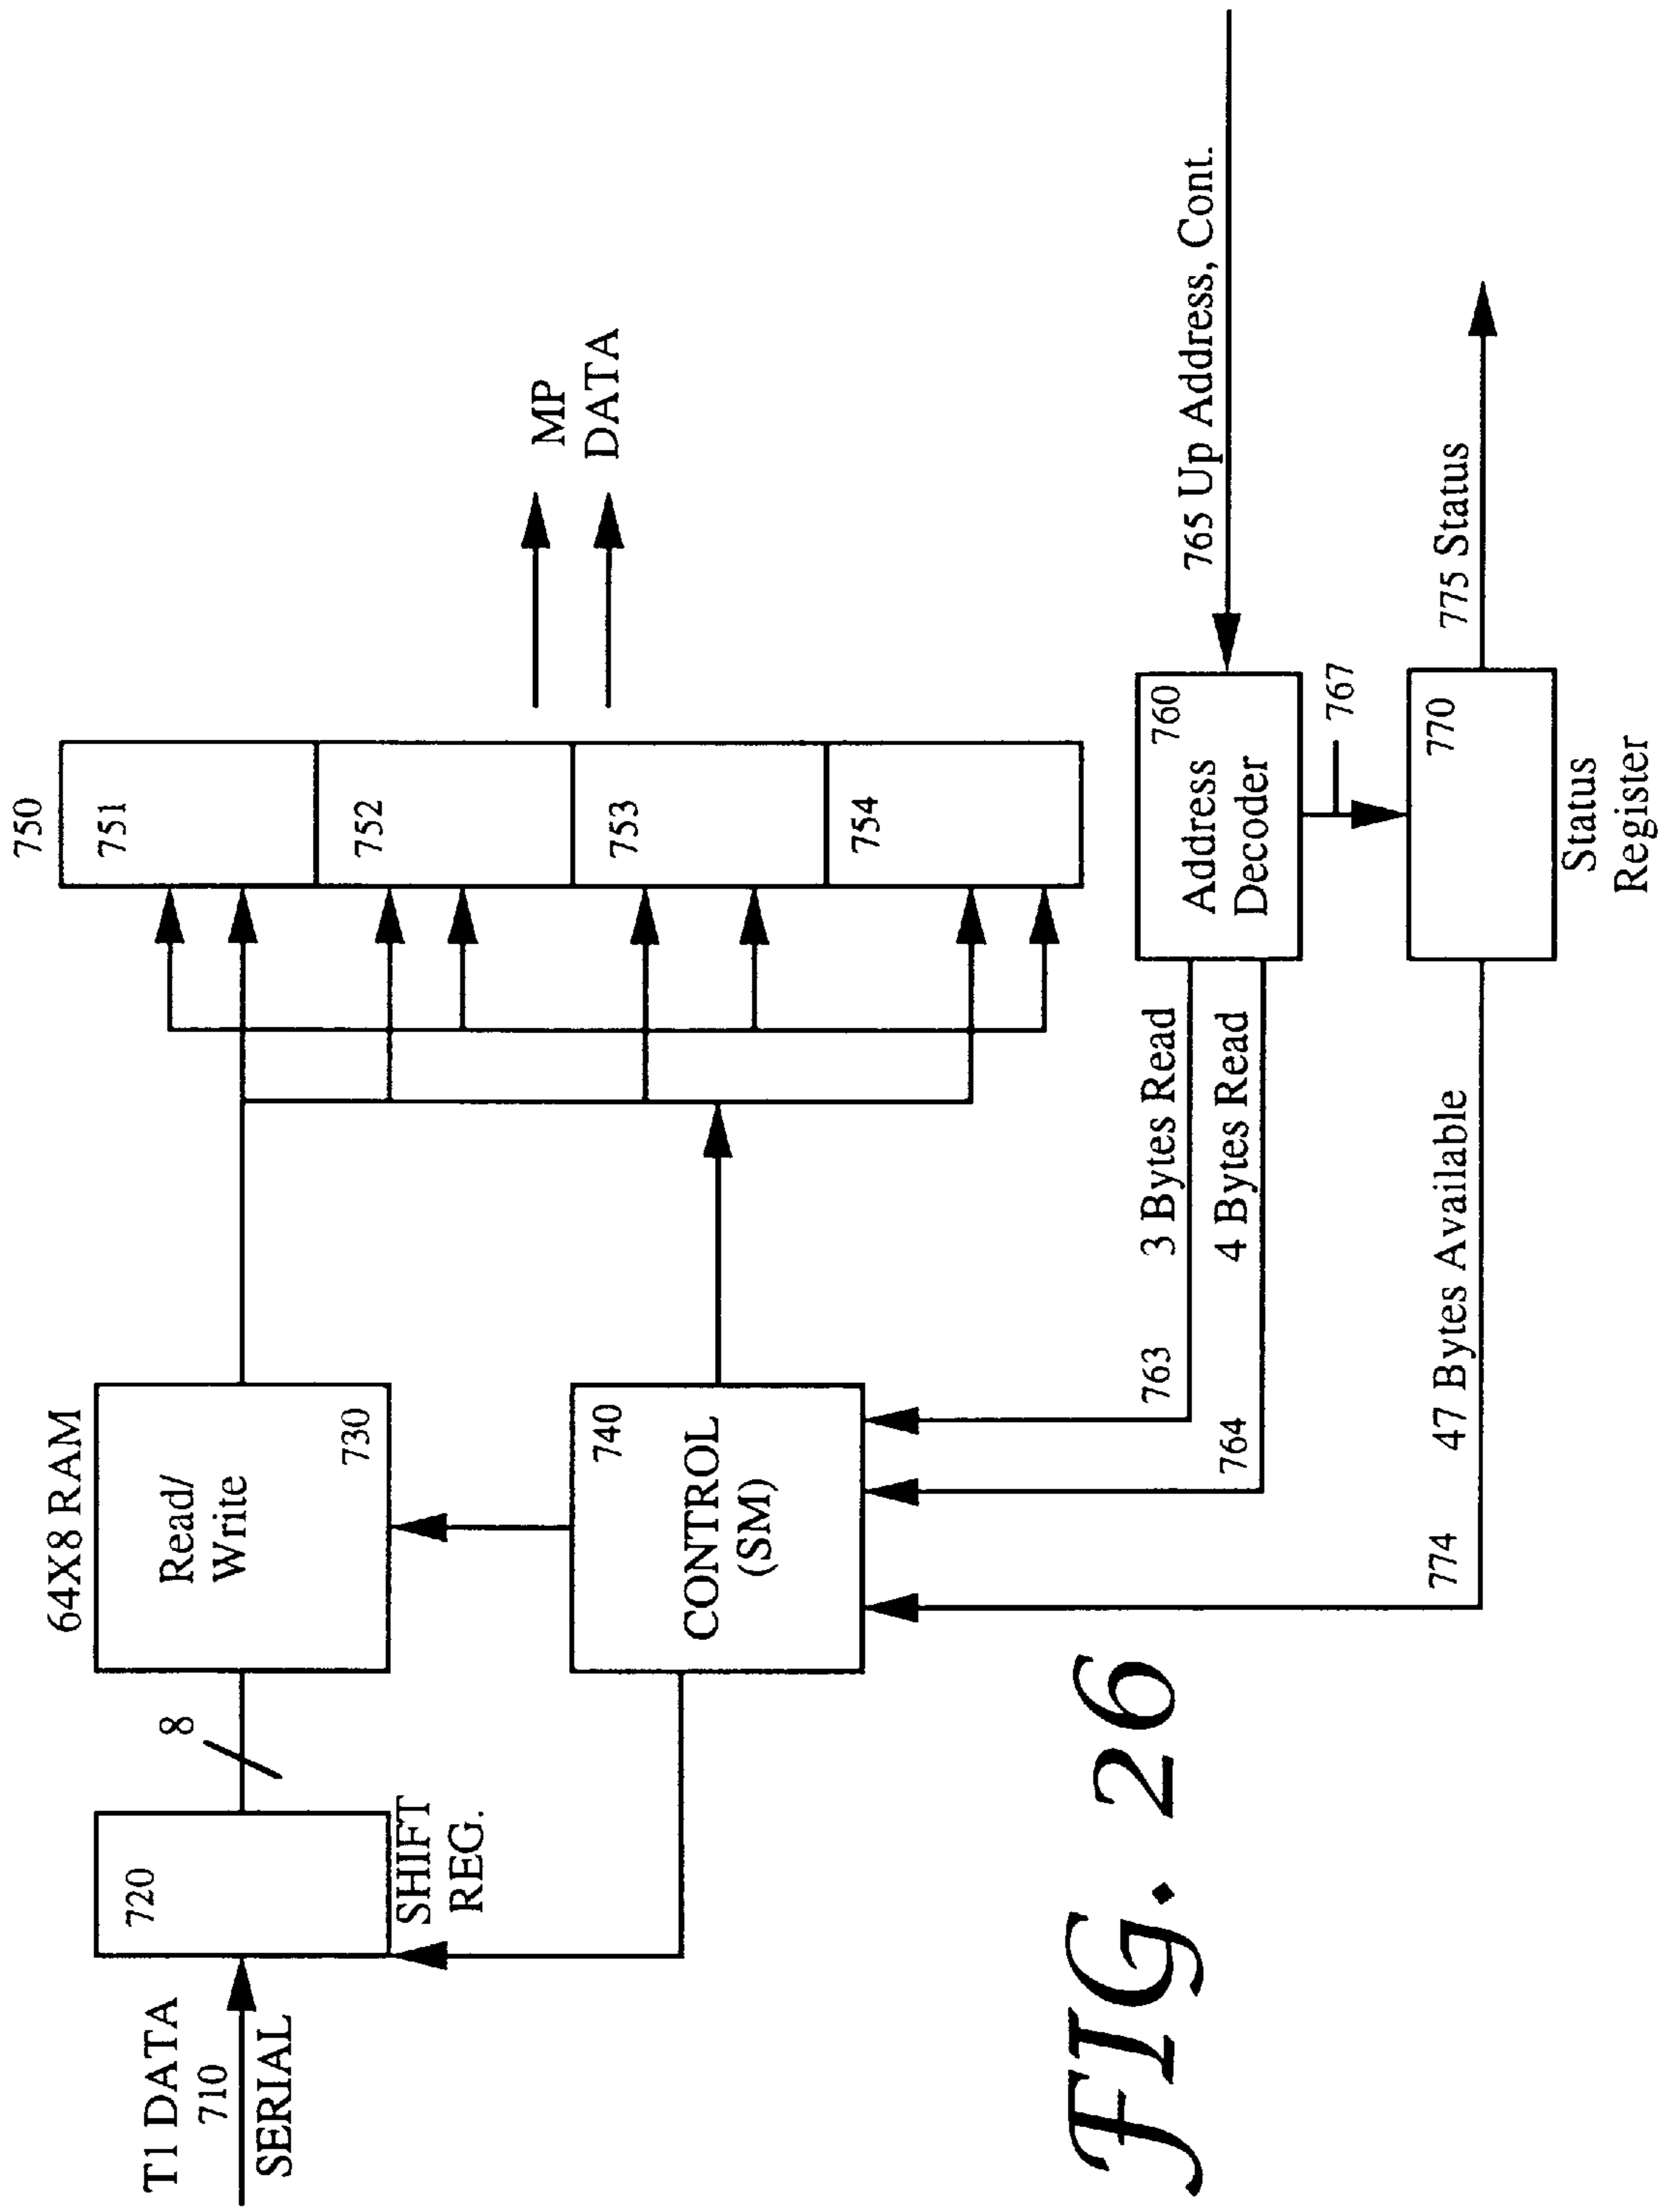 T1 DATA
710
SERIAL
720
SHIFT
REG.
8
64X8 RAM
Read/
Write
730
740
CONTROL
(SM)
750
751
752
753
754
MP
DATA
763
3 Bytes Read
764
4 Bytes Read
760
Address
Decoder
765 Up Address, Cont.
767
774
47 Bytes Available
770
Status
Register
775 Status
FIG. 26